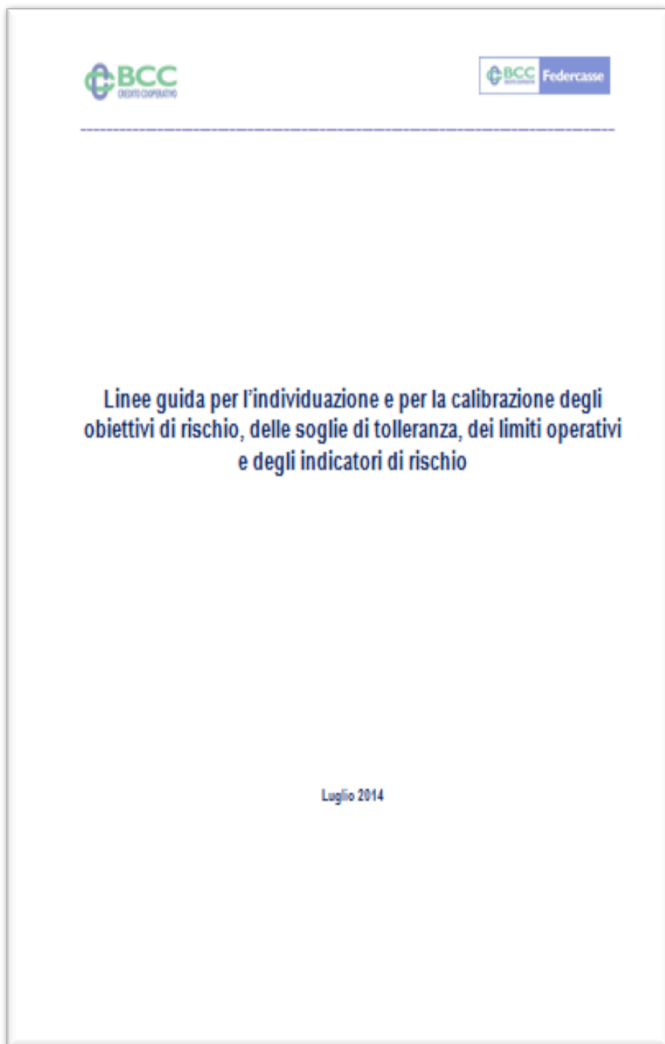 BCC
CREDITO COOPERATIVO
BCC
Federcasse
Linee guida per l'individuazione e per la calibrazione degli
obiettivi di rischio, delle soglie di tolleranza, dei limiti operativi
e degli indicatori di rischio
Luglio 2014